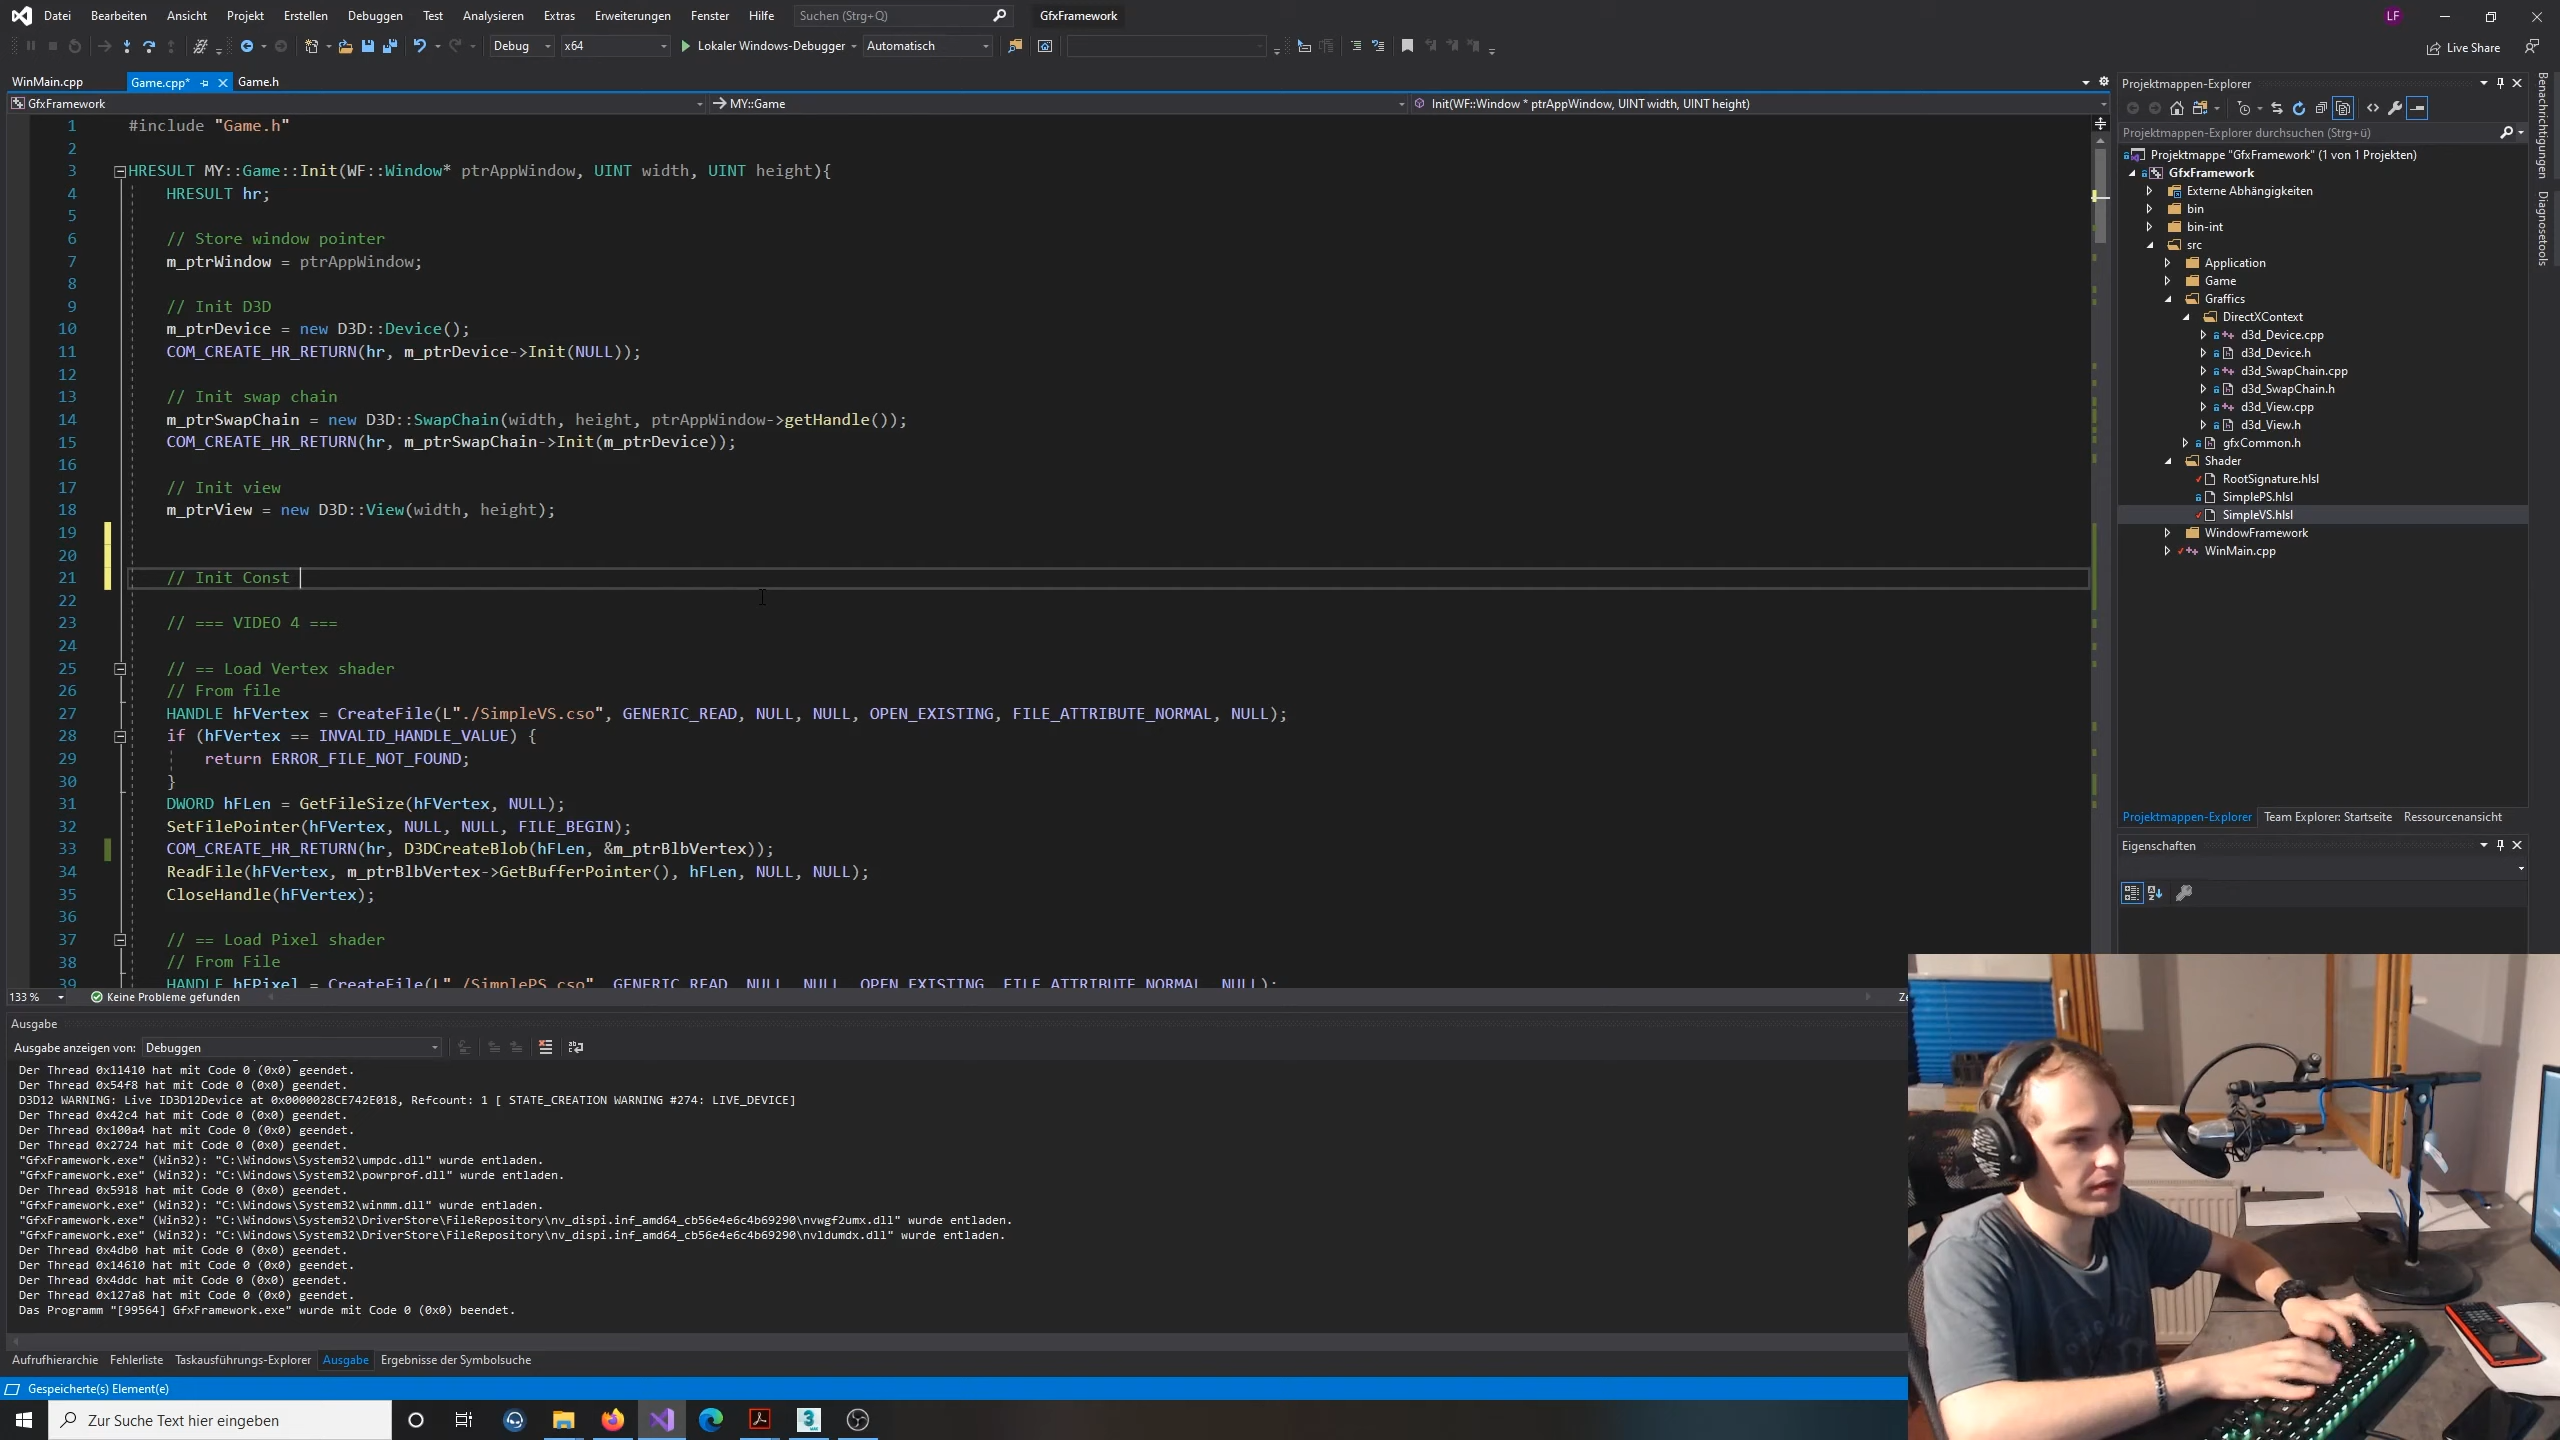 Datei Bearbeiten Ansicht Projekt Erstellen Debuggen Test Analysieren Extras Erweiterungen Fenster Hilfe Suchen (Strg+Q) GfxFramework LF
Debug x64 Lokaler Windows-Debugger Automatisch Live Share
WinMain.cpp Game.cpp* Game.h
GfxFramework MY::Game Init(WF::Window * ptrAppWindow, UINT width, UINT height)
1 #include "Game.h"
2
3 HRESULT MY::Game::Init(WF::Window* ptrAppWindow, UINT width, UINT height){
4 HRESULT hr;
5
6 // Store window pointer
7 m_ptrWindow = ptrAppWindow;
8
9 // Init D3D
10 m_ptrDevice = new D3D::Device();
11 COM_CREATE_HR_RETURN(hr, m_ptrDevice->Init(NULL));
12
13 // Init swap chain
14 m_ptrSwapChain = new D3D::SwapChain(width, height, ptrAppWindow->getHandle());
15 COM_CREATE_HR_RETURN(hr, m_ptrSwapChain->Init(m_ptrDevice));
16
17 // Init view
18 m_ptrView = new D3D::View(width, height);
19
20
21 // Init Const
22
23 // === VIDEO 4 ===
24
25 // == Load Vertex shader
26 // From file
27 HANDLE hFVertex = CreateFile(L"./SimpleVS.cso", GENERIC_READ, NULL, NULL, OPEN_EXISTING, FILE_ATTRIBUTE_NORMAL, NULL);
28 if (hFVertex == INVALID_HANDLE_VALUE) {
29 return ERROR_FILE_NOT_FOUND;
30 }
31 DWORD hFLen = GetFileSize(hFVertex, NULL);
32 SetFilePointer(hFVertex, NULL, NULL, FILE_BEGIN);
33 COM_CREATE_HR_RETURN(hr, D3DCreateBlob(hFLen, &m_ptrBlbVertex));
34 ReadFile(hFVertex, m_ptrBlbVertex->GetBufferPointer(), hFLen, NULL, NULL);
35 CloseHandle(hFVertex);
36
37 // == Load Pixel shader
38 // From File
39 HANDLE hFPixel = CreateFile(L"./SimplePS.cso", GENERIC_READ, NULL, NULL, OPEN_EXISTING, FILE_ATTRIBUTE_NORMAL, NULL);
133 % Keine Probleme gefunden
Ausgabe
Ausgabe anzeigen von: Debuggen
Der Thread 0x11410 hat mit Code 0 (0x0) geendet.
Der Thread 0x54f8 hat mit Code 0 (0x0) geendet.
D3D12 WARNING: Live ID3D12Device at 0x0000028CE742E018, Refcount: 1 [ STATE_CREATION WARNING #274: LIVE_DEVICE]
Der Thread 0x42c4 hat mit Code 0 (0x0) geendet.
Der Thread 0x100a4 hat mit Code 0 (0x0) geendet.
Der Thread 0x2724 hat mit Code 0 (0x0) geendet.
"GfxFramework.exe" (Win32): "C:\Windows\System32\umpdc.dll" wurde entladen.
"GfxFramework.exe" (Win32): "C:\Windows\System32\powrprof.dll" wurde entladen.
Der Thread 0x5918 hat mit Code 0 (0x0) geendet.
"GfxFramework.exe" (Win32): "C:\Windows\System32\winmm.dll" wurde entladen.
"GfxFramework.exe" (Win32): "C:\Windows\System32\DriverStore\FileRepository\nv_dispi.inf_amd64_cb56e4e6c4b69290\nvwgf2umx.dll" wurde entladen.
"GfxFramework.exe" (Win32): "C:\Windows\System32\DriverStore\FileRepository\nv_dispi.inf_amd64_cb56e4e6c4b69290\nvldumdx.dll" wurde entladen.
Der Thread 0x4db0 hat mit Code 0 (0x0) geendet.
Der Thread 0x14610 hat mit Code 0 (0x0) geendet.
Der Thread 0x4ddc hat mit Code 0 (0x0) geendet.
Der Thread 0x127a8 hat mit Code 0 (0x0) geendet.
Das Programm "[99564] GfxFramework.exe" wurde mit Code 0 (0x0) beendet.
Aufrufhierarchie Fehlerliste Taskausführungs-Explorer Ausgabe Ergebnisse der Symbolsuche
Gespeicherte(s) Element(e)
Zur Suche Text hier eingeben
Projektmappen-Explorer
Projektmappen-Explorer durchsuchen (Strg+ü)
Projektmappe "GfxFramework" (1 von 1 Projekten)
GfxFramework
Externe Abhängigkeiten
bin
bin-int
src
Application
Game
Graffics
DirectXContext
d3d_Device.cpp
d3d_Device.h
d3d_SwapChain.cpp
d3d_SwapChain.h
d3d_View.cpp
d3d_View.h
gfxCommon.h
Shader
RootSignature.hlsl
SimplePS.hlsl
SimpleVS.hlsl
WindowFramework
WinMain.cpp
Projektmappen-Explorer Team Explorer: Startseite Ressourcenansicht
Eigenschaften
Benachrichtigungen
Diagnosetools